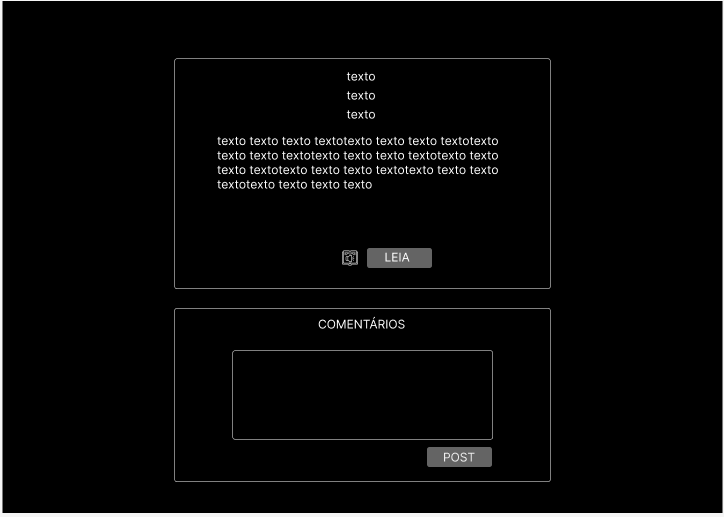 texto
texto
texto
texto texto texto textotexto texto texto textotexto
texto texto textotexto texto texto textotexto texto
texto textotexto texto texto textotexto texto texto
textotexto texto texto texto
LEIA
COMENTÁRIOS
POST